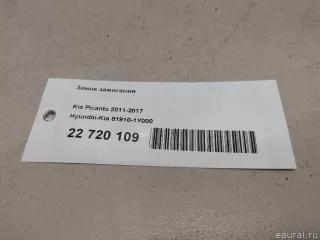 Замок зажигания
Kia Picanto 2011-2017
Hyundai-Kia 81910-1Y000
22 720 109
eaural.ru